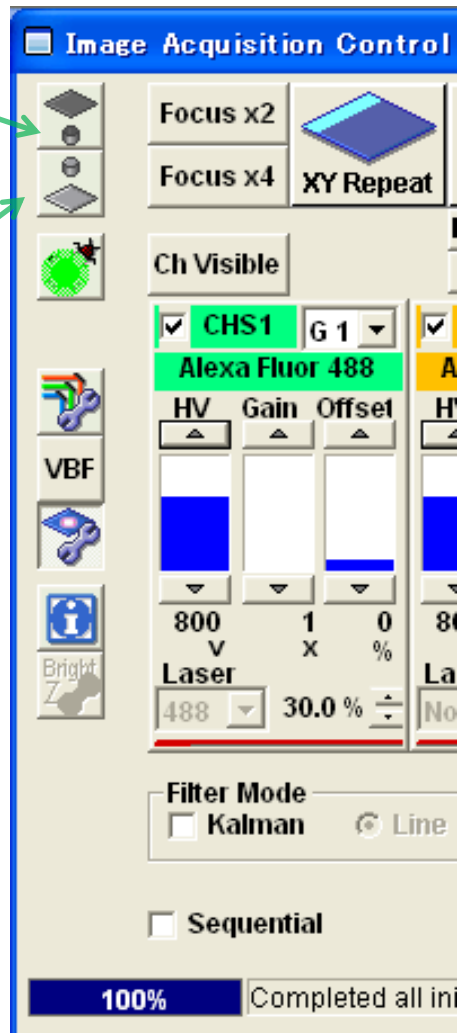 Image Acquisition Control
Focus x2
Focus x4
XY Repeat
Ch Visible
CHS1 G 1
Alexa Fluor 488 A
HV Gain Offset
VBF
800 1 0
V X %
Bright
Z
Laser
488 30.0 %
Filter Mode
Kalman Line
Sequential
100% Completed all ini